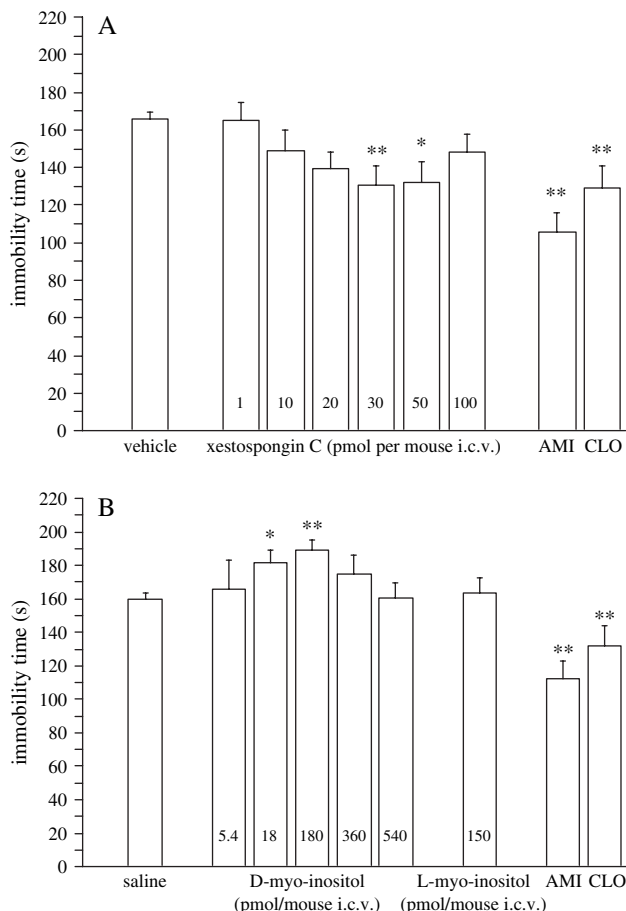 A
220
200
180
160
140
120
100
80
60
40
20
0
immobility time (s)
** * ** **
1 10 20 30 50 100
vehicle xestospongin C (pmol per mouse i.c.v.) AMI CLO
B
220
200
180
160
140
120
100
80
60
40
20
0
immobility time (s)
* ** ** **
5.4 18 180 360 540 150
saline D-myo-inositol L-myo-inositol AMI CLO
(pmol/mouse i.c.v.) (pmol/mouse i.c.v.)